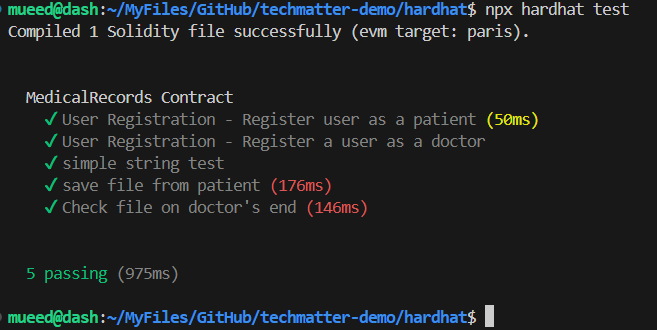 mueed@dash:~/MyFiles/GitHub/techmatter-demo/hardhat$ npx hardhat test
Compiled 1 Solidity file successfully (evm target: paris).
MedicalRecords Contract
✓ User Registration - Register user as a patient (50ms)
✓ User Registration - Register a user as a doctor
✓ simple string test
✓ save file from patient (176ms)
✓ Check file on doctor's end (146ms)
5 passing (975ms)
mueed@dash:~/MyFiles/GitHub/techmatter-demo/hardhat$